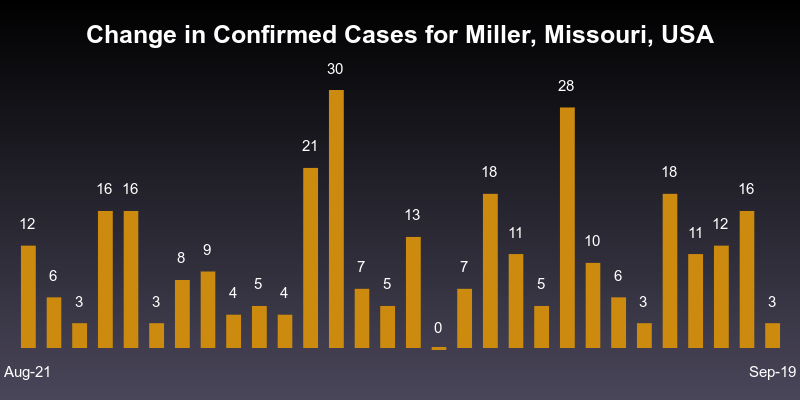 Change in Confirmed Cases for Miller, Missouri, USA
12 6 3 16 16 3 8 9 4 5 4 21 30 7 5 13 0 7 18 11 5 28 10 6 3 18 11 12 16 3
Aug-21 Sep-19